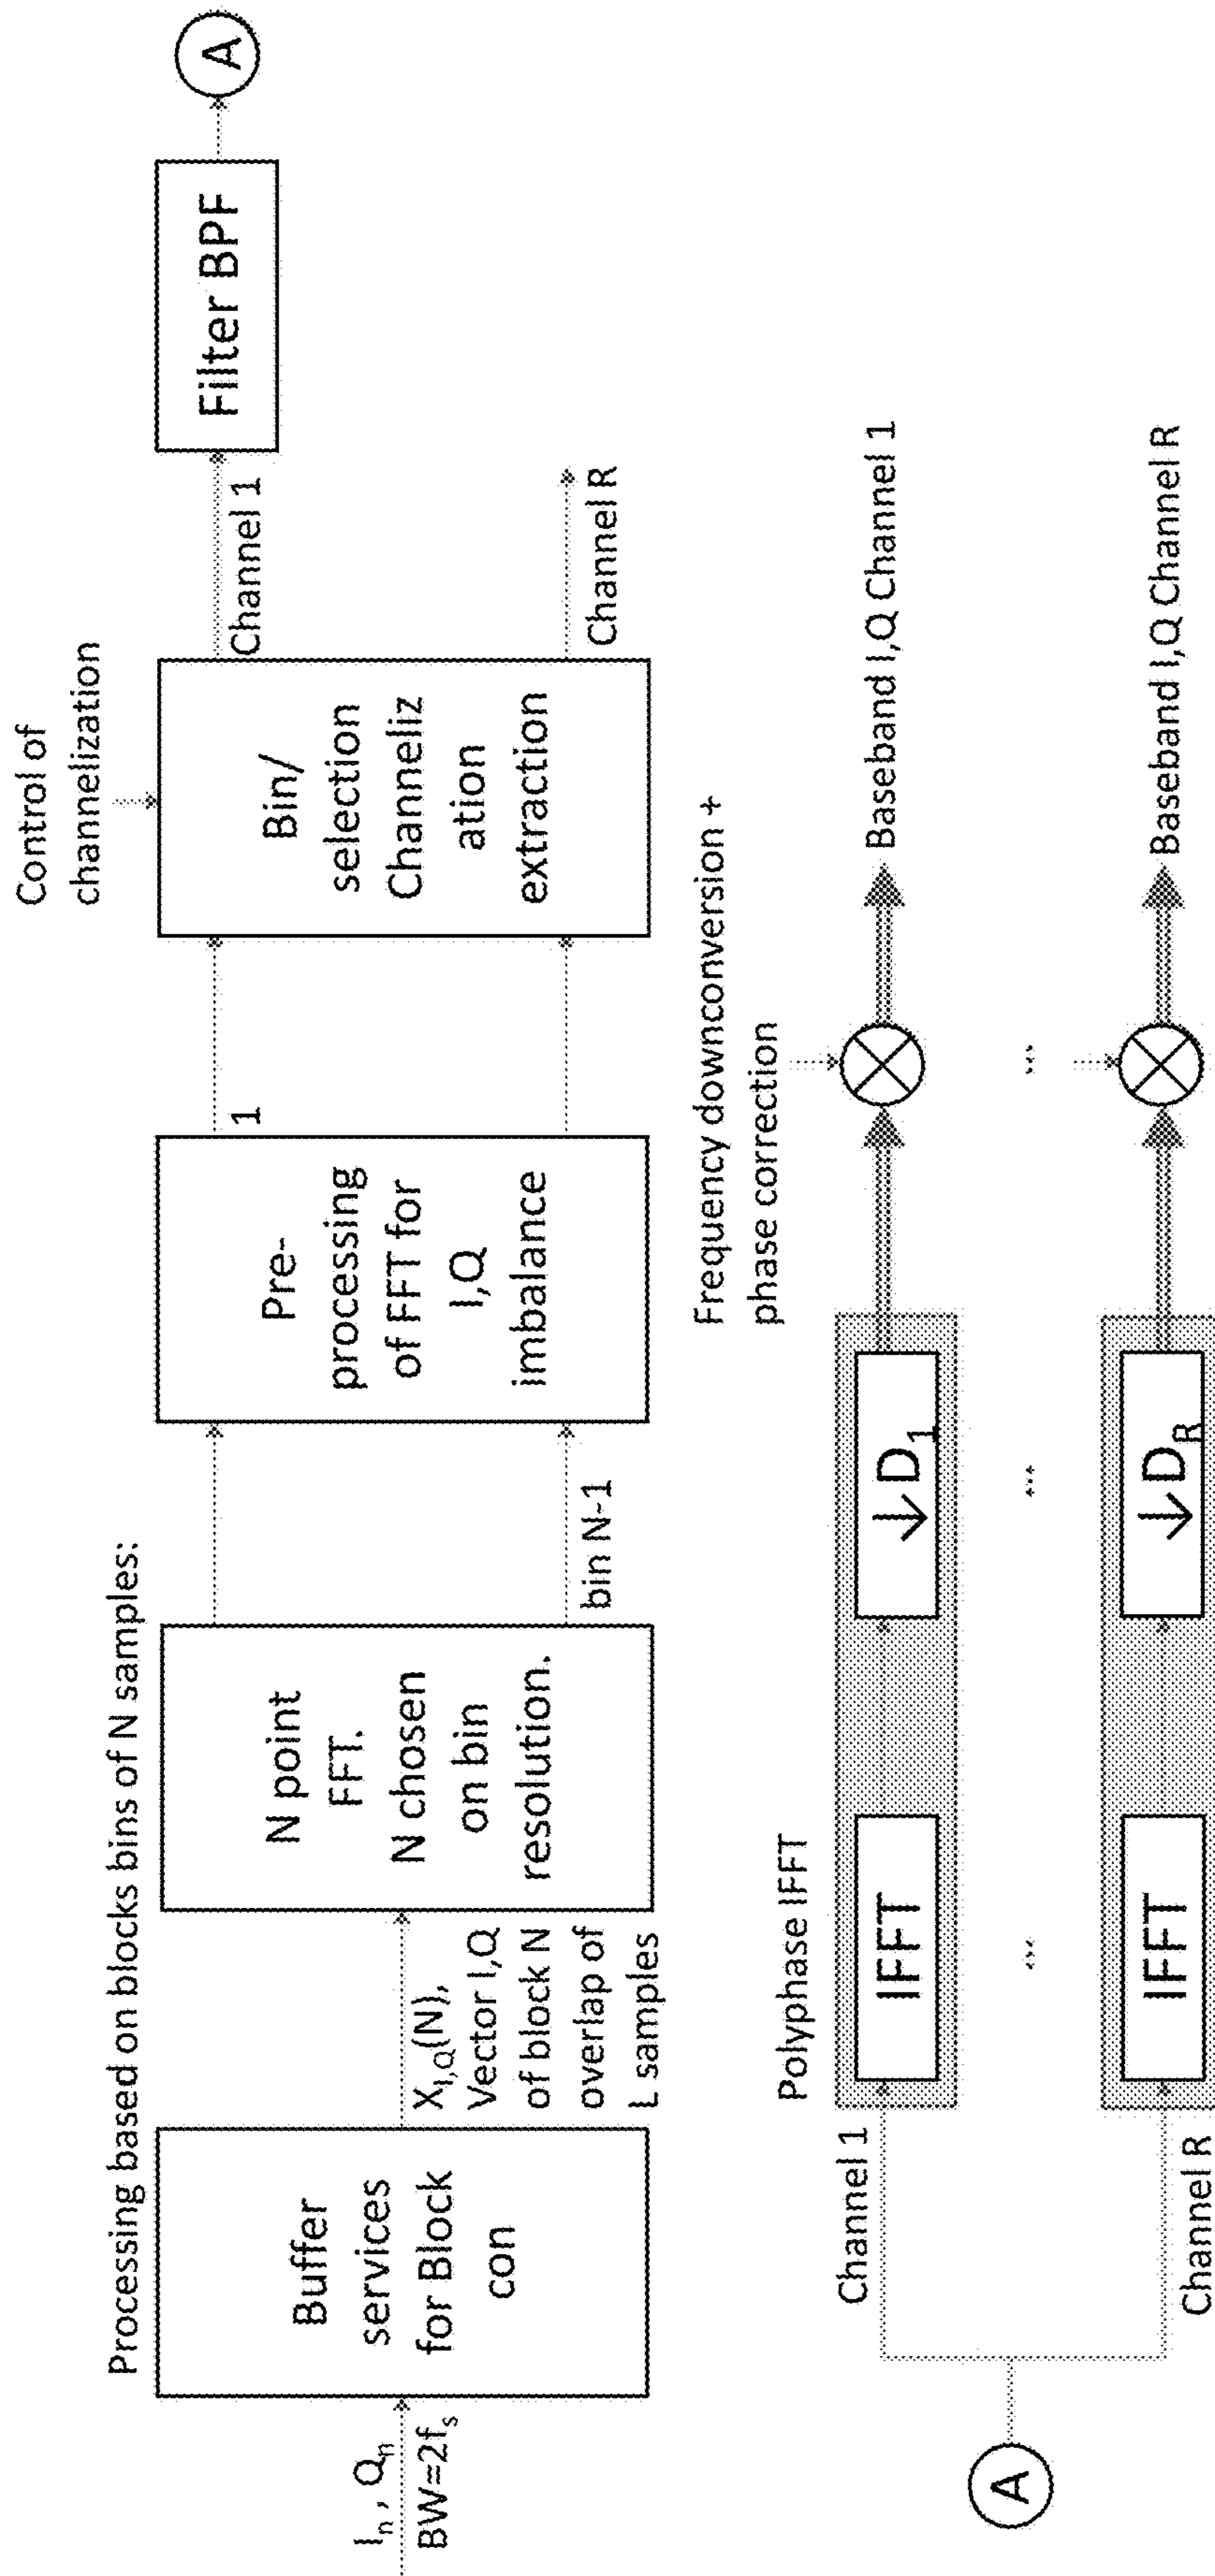 Processing based on blocks bins of N samples:
I_n , Q_n
BW=2f_s
Buffer
services
for Block
con
X_I,Q(N),
Vector I,Q
of block N
overlap of
L samples
N point
FFT.
N chosen
on bin
resolution.
bin N-1
Pre-
processing
of FFT for
I,Q
imbalance
1
Control of
channelization
Bin/
selection
Channeliz
ation
extraction
Channel 1
Channel R
Filter BPF
A
A
Channel 1
Channel R
Polyphase IFFT
IFFT
↓D_1
Frequency downconversion +
phase correction
Baseband I,Q Channel 1
...
...
...
IFFT
↓D_R
Baseband I,Q Channel R